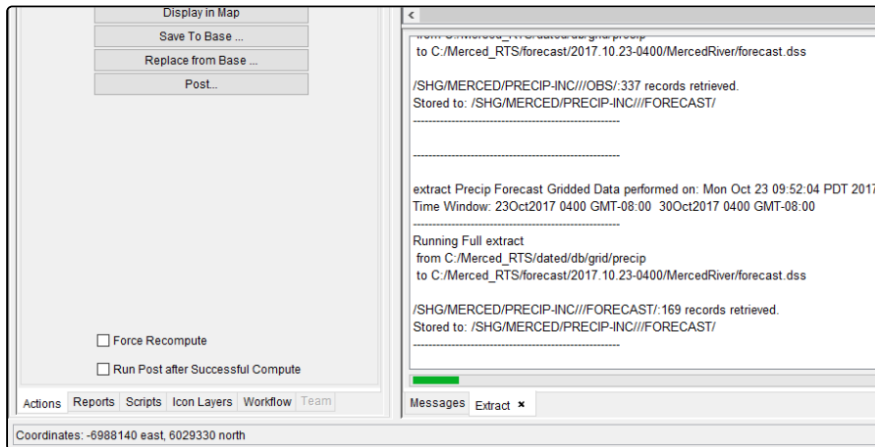 Display in Map
Save To Base ...
Replace from Base ...
Post...
Force Recompute
Run Post after Successful Compute
Actions Reports Scripts Icon Layers Workflow Team
Coordinates: -6988140 east, 6029330 north
<
from C:/Merced_RTS/dated/db/grid/precip
to C:/Merced_RTS/forecast/2017.10.23-0400/MercedRiver/forecast.dss
/SHG/MERCED/PRECIP-INC///OBS/:337 records retrieved.
Stored to: /SHG/MERCED/PRECIP-INC///FORECAST/
------------------------------------------------------
------------------------------------------------------
extract Precip Forecast Gridded Data performed on: Mon Oct 23 09:52:04 PDT 2017
Time Window: 23Oct2017 0400 GMT-08:00  30Oct2017 0400 GMT-08:00
------------------------------------------------------
Running Full extract
from C:/Merced_RTS/dated/db/grid/precip
to C:/Merced_RTS/forecast/2017.10.23-0400/MercedRiver/forecast.dss
/SHG/MERCED/PRECIP-INC///FORECAST/:169 records retrieved.
Stored to: /SHG/MERCED/PRECIP-INC///FORECAST/
------------------------------------------------------
Messages Extract ×